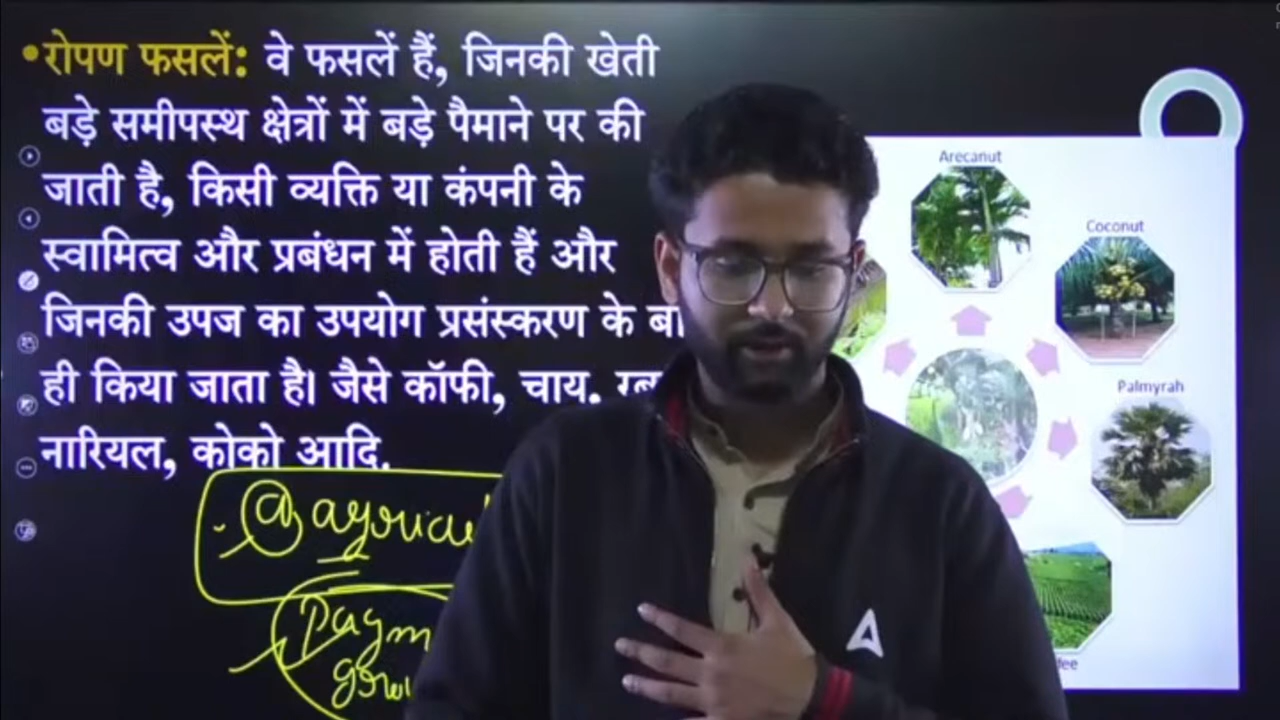 •रोपण फसलें: वे फसलें हैं, जिनकी खेती
बड़े समीपस्थ क्षेत्रों में बड़े पैमाने पर की
जाती है, किसी व्यक्ति या कंपनी के
स्वामित्व और प्रबंधन में होती हैं और
जिनकी उपज का उपयोग प्रसंस्करण के
ही किया जाता है। जैसे कॉफी, चाय,
नारियल, कोको आदि.
Arecanut
Coconut
Palmyrah